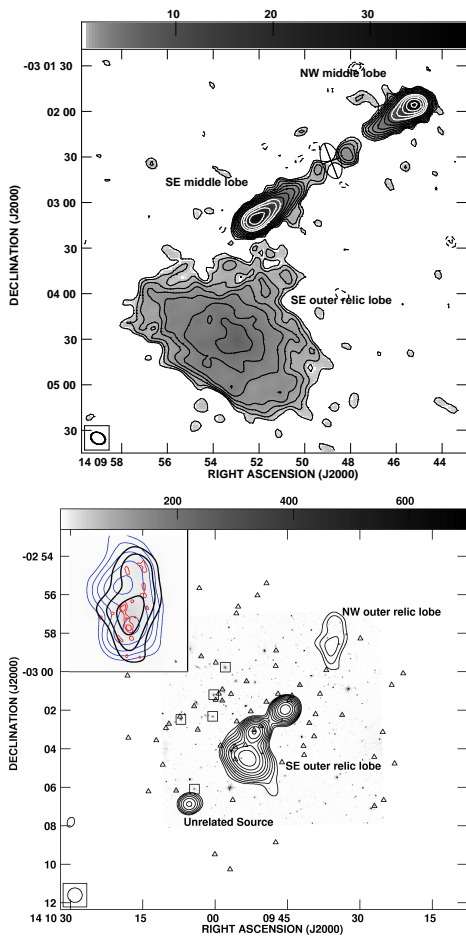 10 20 30
-03 01 30
NW middle lobe
02 00
30
SE middle lobe
03 00
30
04 00
SE outer relic lobe
30
05 00
30
14 09 58 56 54 52 50 48 46 44
RIGHT ASCENSION (J2000)
DECLINATION (J2000)
200 400 600
-02 54
56
NW outer relic lobe
58
-03 00
02
04
SE outer relic lobe
06
08
Unrelated Source
10
12
14 10 30 15 00 09 45 30 15
RIGHT ASCENSION (J2000)
DECLINATION (J2000)